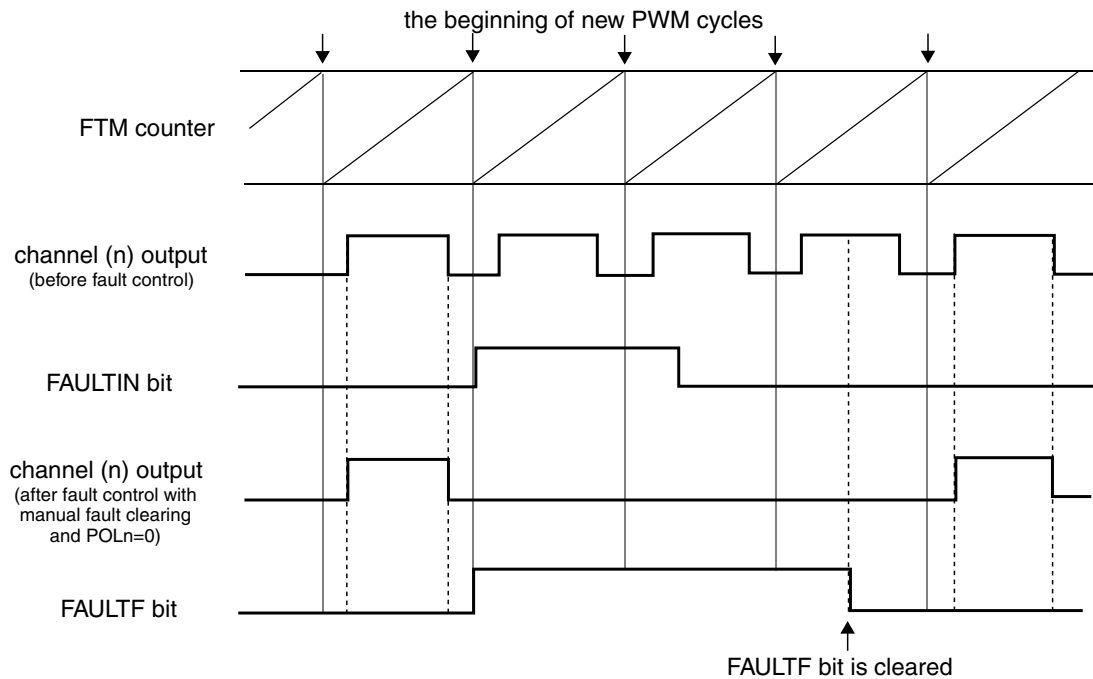 the beginning of new PWM cycles
FTM counter
channel (n) output
(before fault control)
FAULTIN bit
channel (n) output
(after fault control with
manual fault clearing
and POLn=0)
FAULTF bit
FAULTF bit is cleared